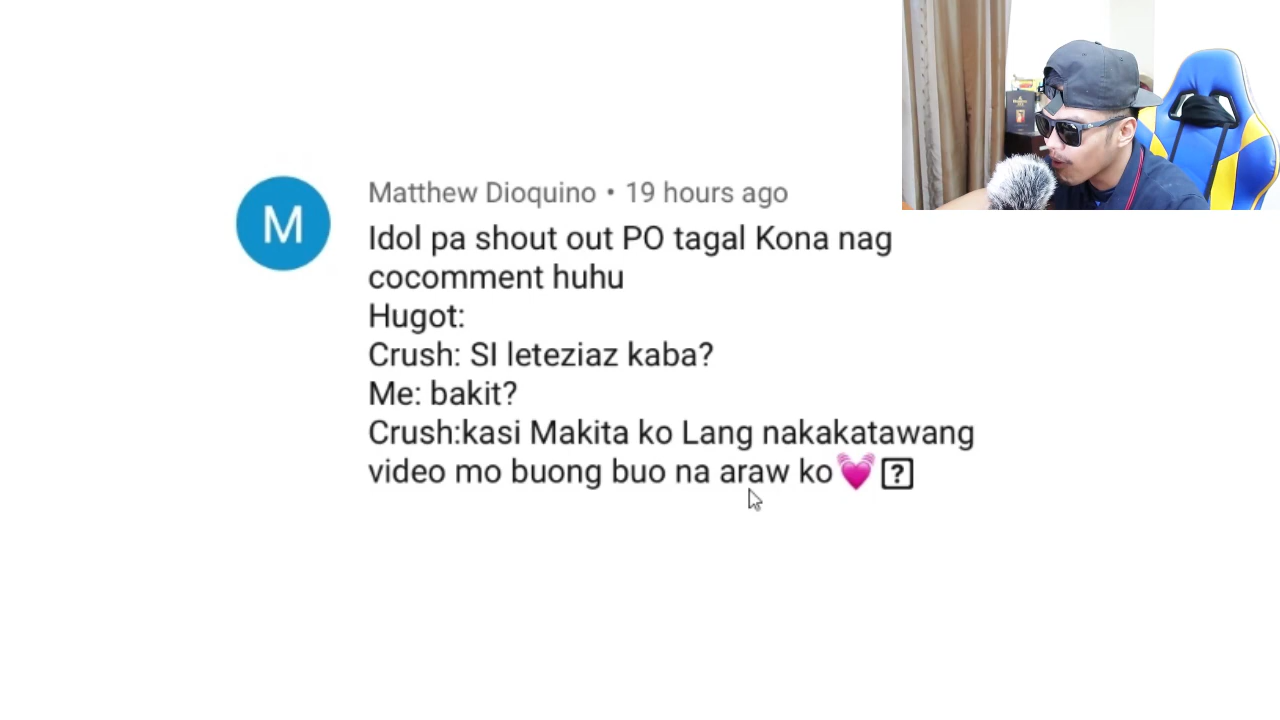 M
Matthew Dioquino • 19 hours ago
Idol pa shout out PO tagal Kona nag
cocomment huhu
Hugot:
Crush: SI leteziaz kaba?
Me: bakit?
Crush:kasi Makita ko Lang nakakatawang
video mo buong buo na araw ko💓⍰